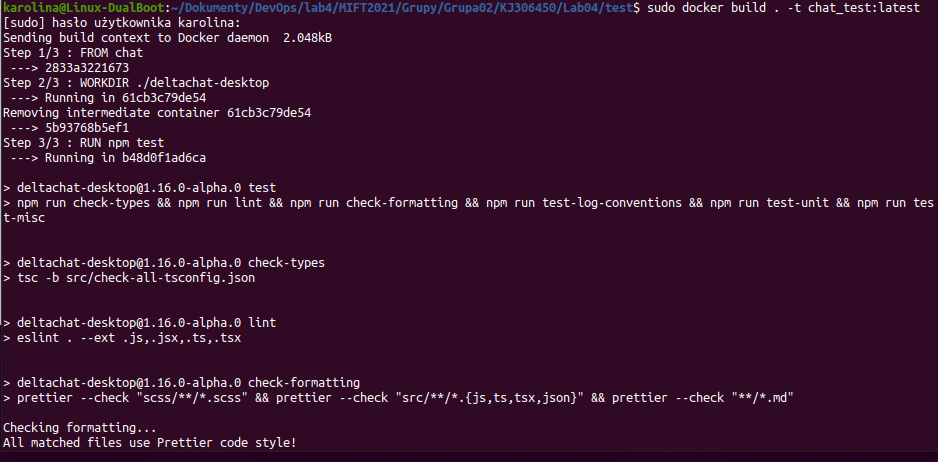 karolina@Linux-DualBoot:~/Dokumenty/DevOps/lab4/MIFT2021/Grupy/Grupa02/KJ306450/Lab04/test$ sudo docker build . -t chat_test:latest
[sudo] hasło użytkownika karolina:
Sending build context to Docker daemon  2.048kB
Step 1/3 : FROM chat
 ---> 2833a3221673
Step 2/3 : WORKDIR ./deltachat-desktop
 ---> Running in 61cb3c79de54
Removing intermediate container 61cb3c79de54
 ---> 5b93768b5ef1
Step 3/3 : RUN npm test
 ---> Running in b48d0f1ad6ca
> deltachat-desktop@1.16.0-alpha.0 test
> npm run check-types && npm run lint && npm run check-formatting && npm run test-log-conventions && npm run test-unit && npm run tes
t-misc
> deltachat-desktop@1.16.0-alpha.0 check-types
> tsc -b src/check-all-tsconfig.json
> deltachat-desktop@1.16.0-alpha.0 lint
> eslint . --ext .js,.jsx,.ts,.tsx
> deltachat-desktop@1.16.0-alpha.0 check-formatting
> prettier --check "scss/**/*.scss" && prettier --check "src/**/*.{js,ts,tsx,json}" && prettier --check "**/*.md"
Checking formatting...
All matched files use Prettier code style!